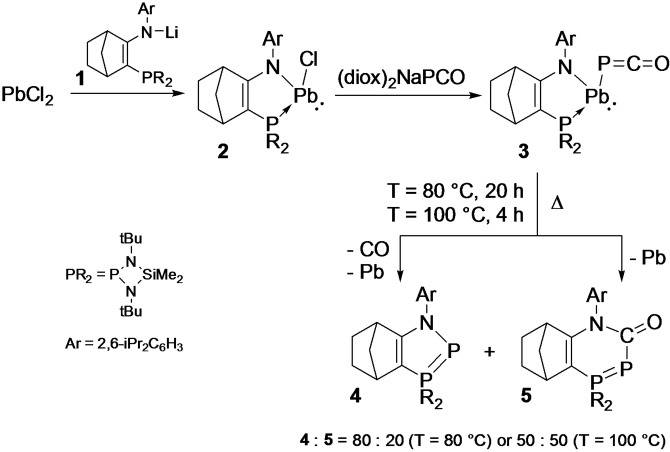 Ar
N–Li
1
PR2
PbCl2
Ar
N
Cl
Pb:
P
R2
2
(diox)2NaPCO
Ar
N
P=C=O
Pb:
P
R2
3
T = 80 °C, 20 h
T = 100 °C, 4 h
Δ
- CO
- Pb
- Pb
tBu
N
PR2 = P SiMe2
N
tBu
Ar = 2,6-iPr2C6H3
Ar
N
P
P
R2
4
+
Ar
N
C
O
P
P
R2
5
4 : 5 = 80 : 20 (T = 80 °C) or 50 : 50 (T = 100 °C)